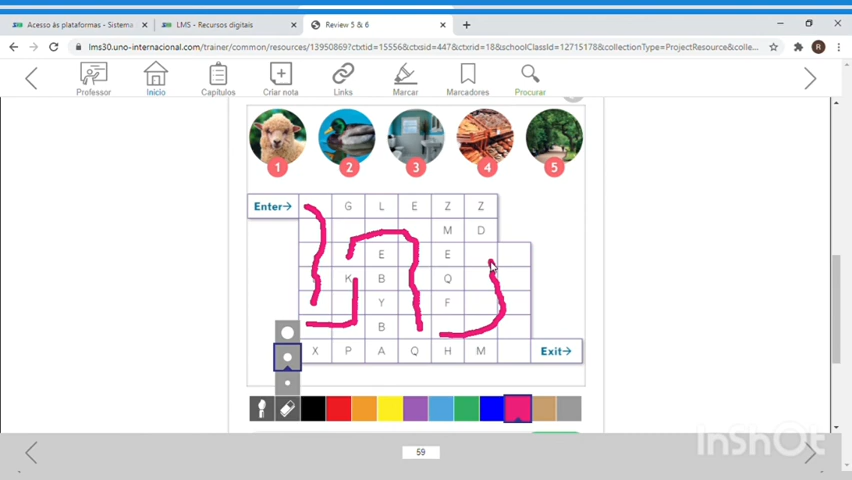 Acesso às plataformas - Sistema
LMS - Recursos digitais
Review 5 & 6
lms30.uno-internacional.com/trainer/common/resources/13950869?ctxtid=15556&ctxsid=447&ctxtrid=18&schoolClassId=12715178&collectionType=ProjectResource&colle...
R
Professor
Início
Capítulos
Criar nota
Links
Marcar
Marcadores
Procurar
1
2
3
4
5
Enter→
G L E Z Z
M D
E E
K B Q
Y F
B
X P A Q H M
Exit→
59
InShOt